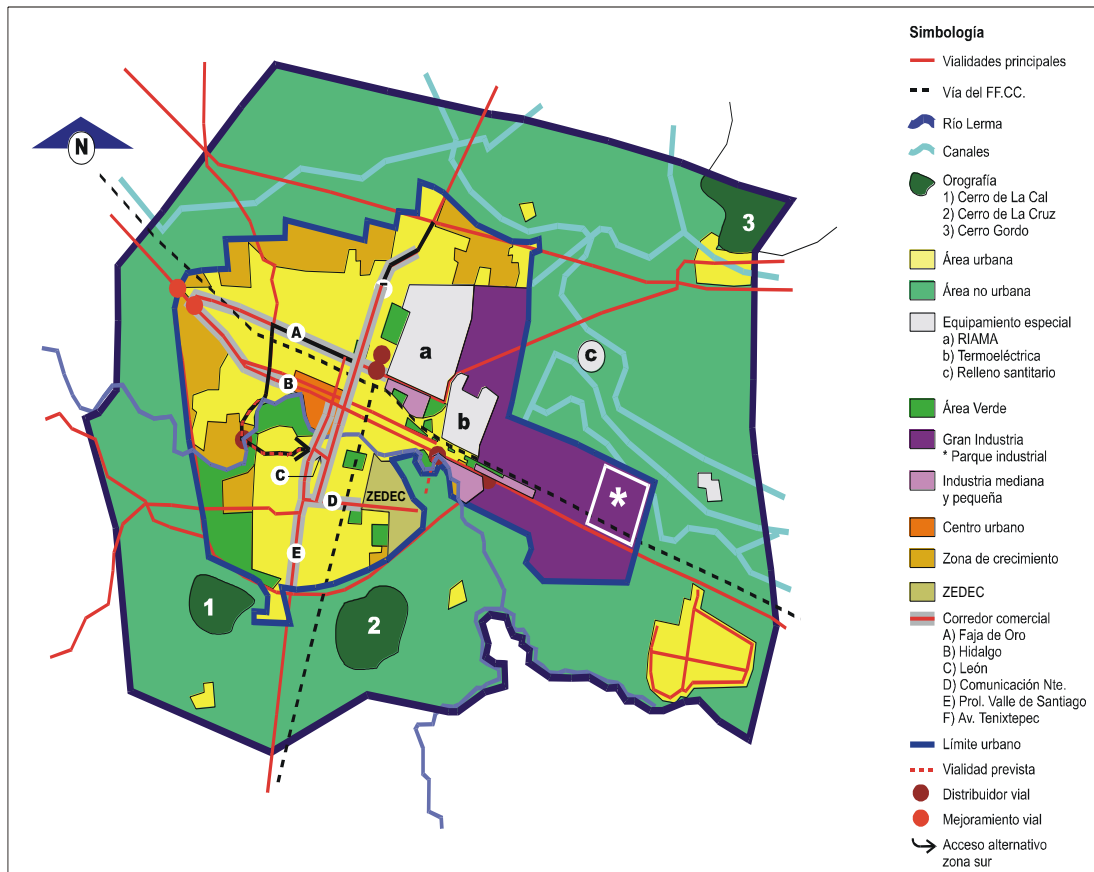 Simbología
Vialidades principales
Vía del FF.CC.
Río Lerma
Canales
Orografía
1) Cerro de La Cal
2) Cerro de La Cruz
3) Cerro Gordo
Área urbana
Área no urbana
Equipamiento especial
a) RIAMA
b) Termoeléctrica
c) Relleno santitario
Área Verde
Gran Industria
* Parque industrial
Industria mediana
y pequeña
Centro urbano
Zona de crecimiento
ZEDEC
Corredor comercial
A) Faja de Oro
B) Hidalgo
C) León
D) Comunicación Nte.
E) Prol. Valle de Santiago
F) Av. Tenixtepec
Límite urbano
Vialidad prevista
Distribuidor vial
Mejoramiento vial
Acceso alternativo
zona sur
N
3
A
a
c
B
b
C
ZEDEC
*
D
E
1
2